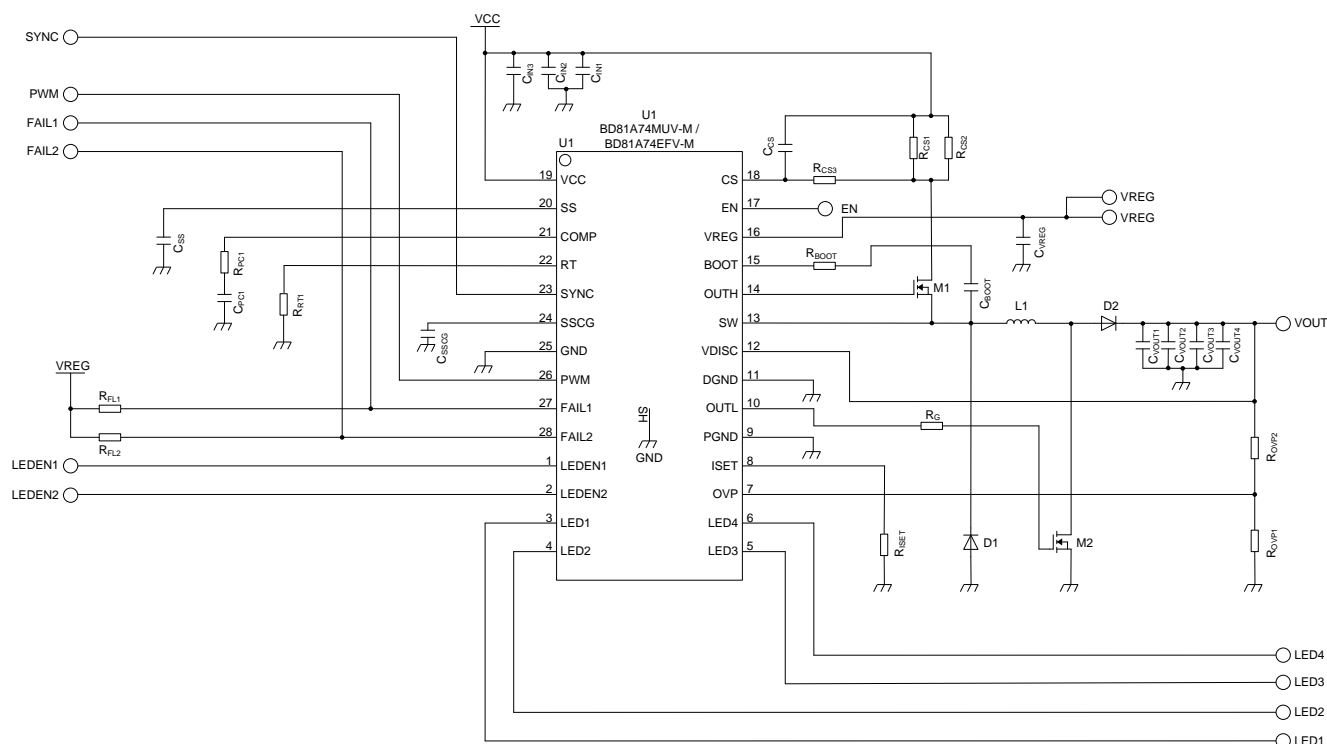 VCC
SYNC
PWM
FAIL1
FAIL2
CIN3
CIN2
CIN1
U1
BD81A74MUV-M /
BD81A74EFV-M
U1
CCS
RCS1
RCS2
RCS3
19 VCC
20 SS
21 COMP
22 RT
23 SYNC
24 SSCG
25 GND
26 PWM
27 FAIL1
28 FAIL2
1 LEDEN1
2 LEDEN2
3 LED1
4 LED2
CS 18
EN 17
VREG 16
BOOT 15
OUTH 14
SW 13
VDISC 12
DGND 11
OUTL 10
PGND 9
ISET 8
OVP 7
LED4 6
LED3 5
SH
GND
EN
VREG
VREG
CVREG
RBOOT
CBOOT
M1
L1
D2
VOUT
CVOUT1
CVOUT2
CVOUT3
CVOUT4
CSS
RPC1
CPC1
RRT1
CSSCG
VREG
RFL1
RFL2
LEDEN1
LEDEN2
RG
ROVP2
ROVP1
RISET
D1
M2
LED4
LED3
LED2
LED1